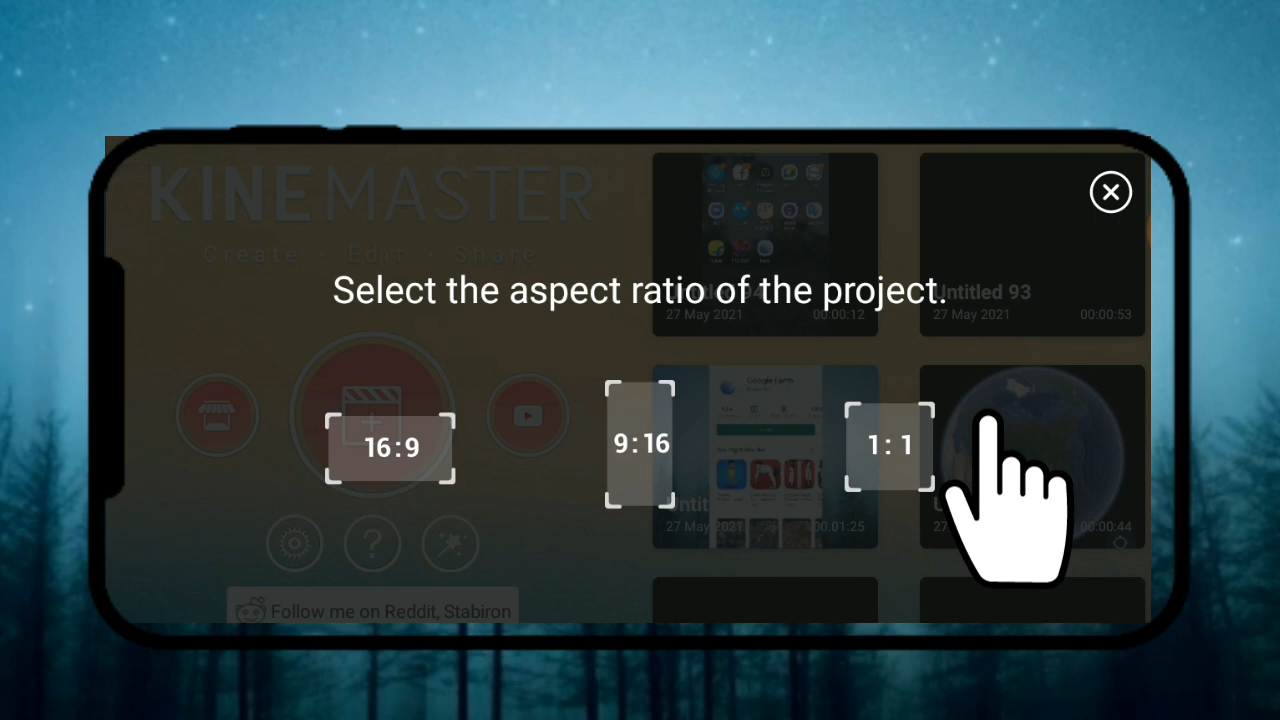 KINEMASTER
Create · Edit · Share
Select the aspect ratio of the project.
16:9
9:16
1:1
27 May 2021 00:00:12
Untitled 93
27 May 2021 00:00:53
Google Earth
27 May 2021 00:01:25
00:00:44
Follow me on Reddit, Stabiron